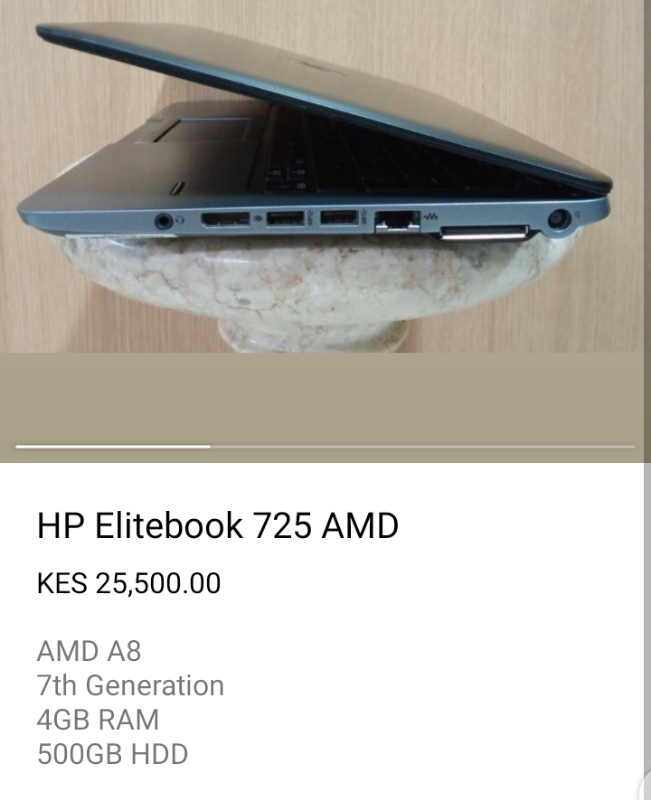 HP Elitebook 725 AMD
KES 25,500.00
AMD A8
7th Generation
4GB RAM
500GB HDD